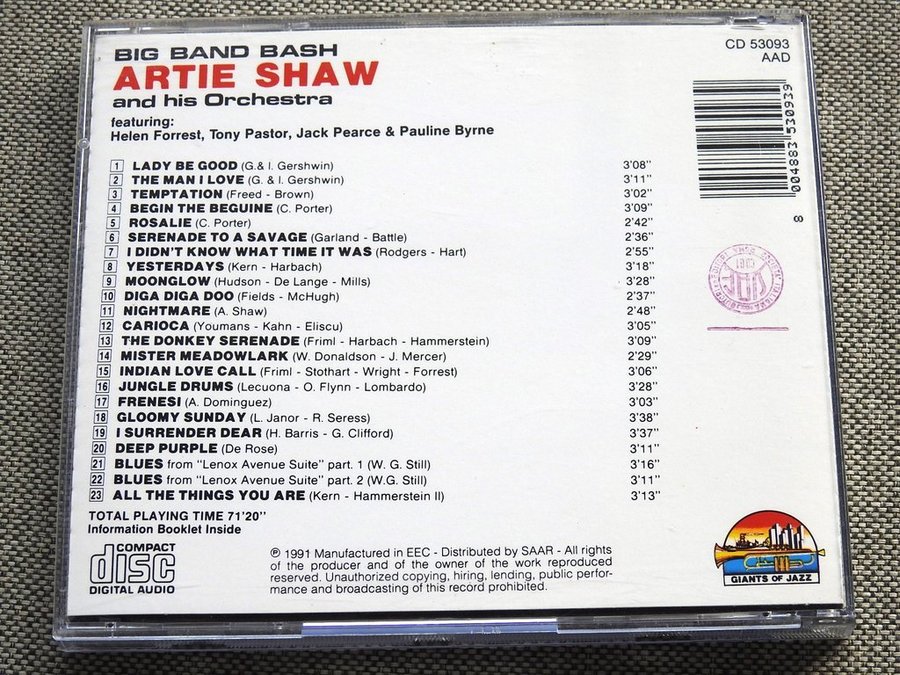 BIG BAND BASH
ARTIE SHAW
and his Orchestra
featuring:
Helen Forrest, Tony Pastor, Jack Pearce & Pauline Byrne
CD 53093
AAD
004883 530939
8
1 LADY BE GOOD (G.& I. Gershwin) 3'08"
2 THE MAN I LOVE (G. & I. Gershwin) 3'11"
3 TEMPTATION (Freed - Brown) 3'02"
4 BEGIN THE BEGUINE (C. Porter) 3'09"
5 ROSALIE (C. Porter) 2'42"
6 SERENADE TO A SAVAGE (Garland - Battle) 2'36"
7 I DIDN'T KNOW WHAT TIME IT WAS (Rodgers - Hart) 2'55"
8 YESTERDAYS (Kern - Harbach) 3'18"
9 MOONGLOW (Hudson - De Lange - Mills) 3'28"
10 DIGA DIGA DOO (Fields - McHugh) 2'37"
11 NIGHTMARE (A. Shaw) 2'48"
12 CARIOCA (Youmans - Kahn - Eliscu) 3'05"
13 THE DONKEY SERENADE (Friml - Harbach - Hammerstein) 3'09"
14 MISTER MEADOWLARK (W. Donaldson - J. Mercer) 2'29"
15 INDIAN LOVE CALL (Friml - Stothart - Wright - Forrest) 3'06"
16 JUNGLE DRUMS (Lecuona - O. Flynn - Lombardo) 3'28"
17 FRENESI (A. Dominguez) 3'03"
18 GLOOMY SUNDAY (L. Janor - R. Seress) 3'38"
19 I SURRENDER DEAR (H. Barris - G. Clifford) 3'37"
20 DEEP PURPLE (De Rose) 3'11"
21 BLUES from "Lenox Avenue Suite" part. 1 (W. G. Still) 3'16"
22 BLUES from "Lenox Avenue Suite" part. 2 (W.G. Still) 3'11"
23 ALL THE THINGS YOU ARE (Kern - Hammerstein II) 3'13"
TOTAL PLAYING TIME 71'20"
Information Booklet Inside
COMPACT
disc
DIGITAL AUDIO
℗ 1991 Manufactured in EEC - Distributed by SAAR - All rights
of the producer and of the owner of the work reproduced
reserved. Unauthorized copying, hiring, lending, public perfor-
mance and broadcasting of this record prohibited.
GIANTS OF JAZZ